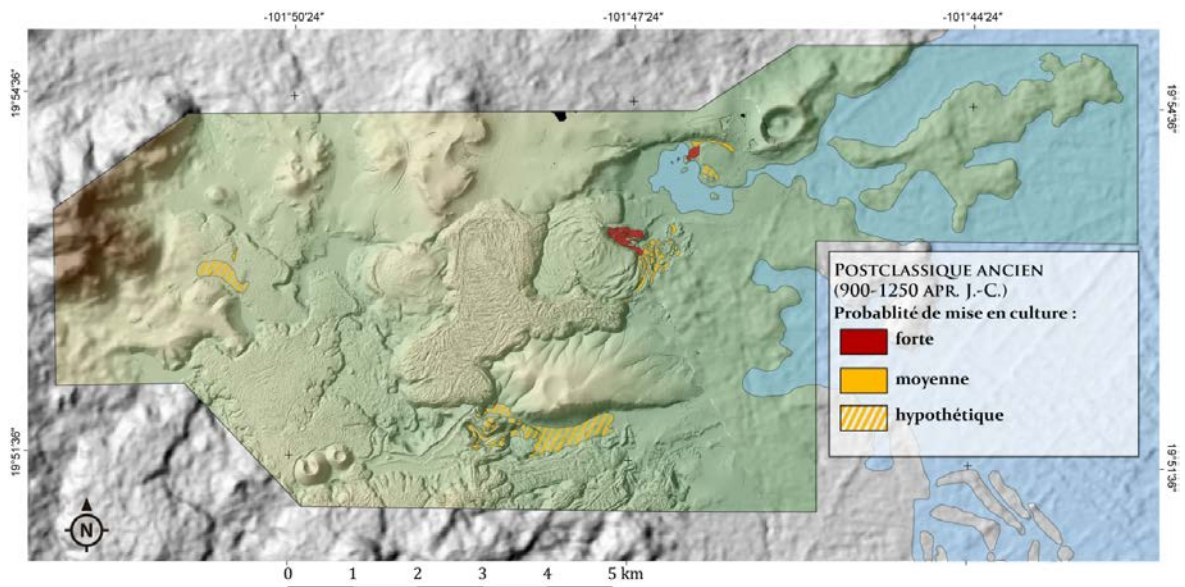 -101°50'24"
-101°47'24"
-101°44'24"
19°54'36"
19°54'36"
POSTCLASSIQUE ANCIEN
(900-1250 APR. J.-C.)
Probablité de mise en culture :
forte
moyenne
hypothétique
19°51'36"
19°51'36"
N
0 1 2 3 4 5 km